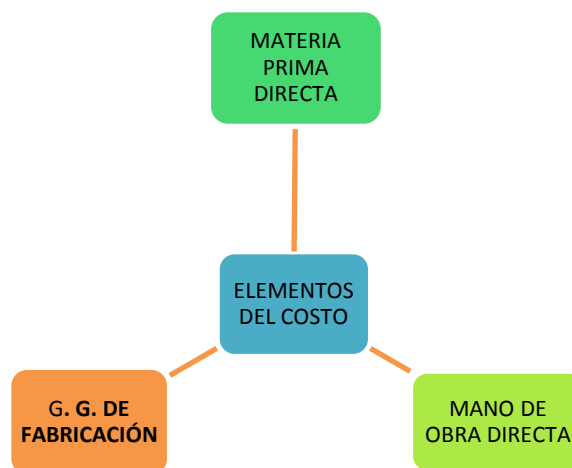 MATERIA
PRIMA
DIRECTA
ELEMENTOS
DEL COSTO
G. G. DE
FABRICACIÓN
MANO DE
OBRA DIRECTA